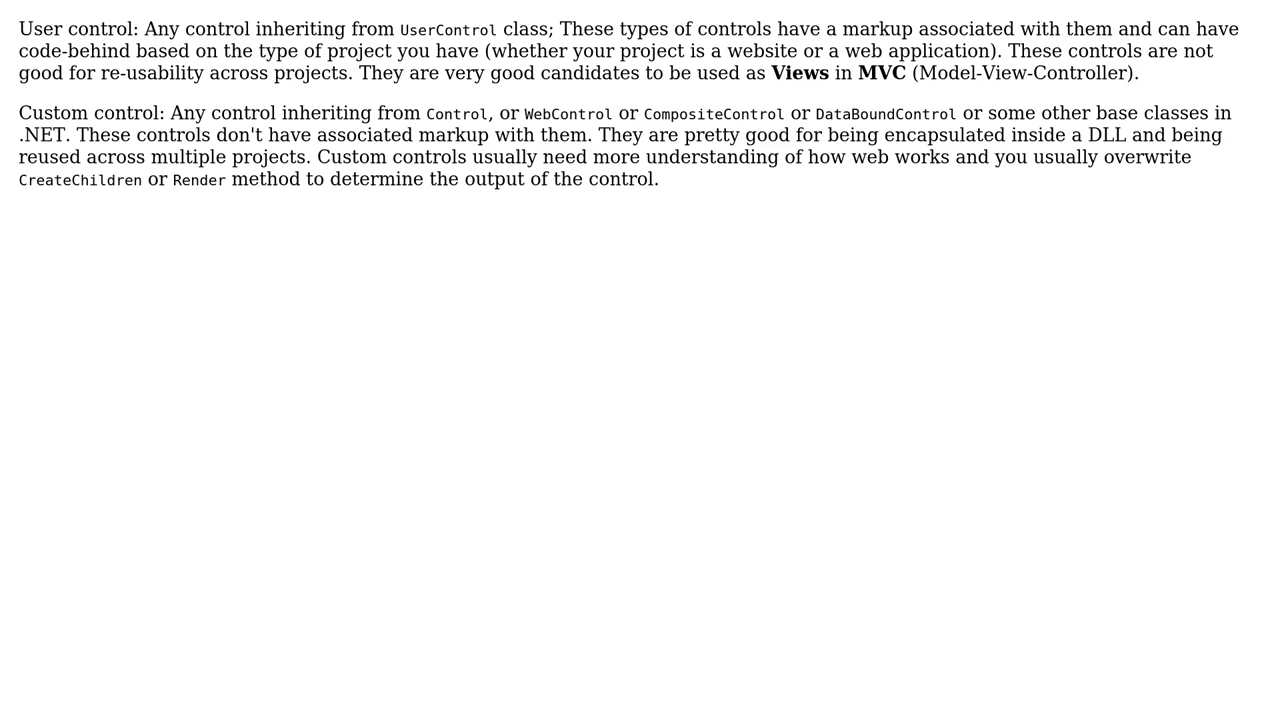 User control: Any control inheriting from UserControl class; These types of controls have a markup associated with them and can have
code-behind based on the type of project you have (whether your project is a website or a web application). These controls are not
good for re-usability across projects. They are very good candidates to be used as Views in MVC (Model-View-Controller).
Custom control: Any control inheriting from Control, or WebControl or CompositeControl or DataBoundControl or some other base classes in
.NET. These controls don't have associated markup with them. They are pretty good for being encapsulated inside a DLL and being
reused across multiple projects. Custom controls usually need more understanding of how web works and you usually overwrite
CreateChildren or Render method to determine the output of the control.